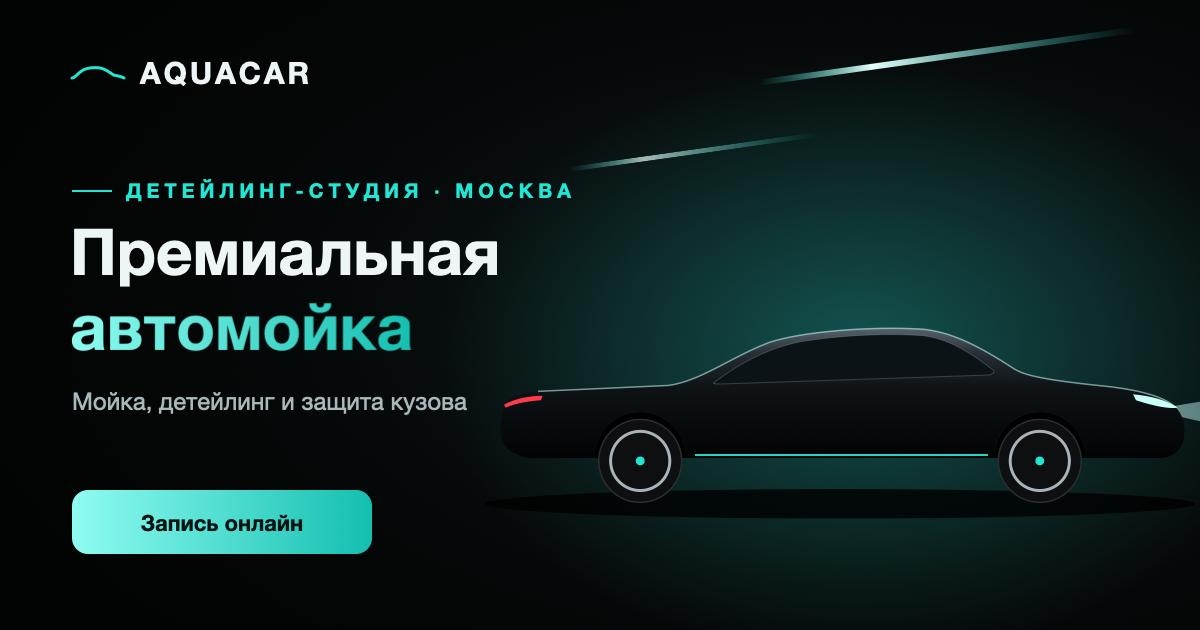 AQUACAR
ДЕТЕЙЛИНГ-СТУДИЯ · МОСКВА
Премиальная
автомойка
Мойка, детейлинг и защита кузова
Запись онлайн